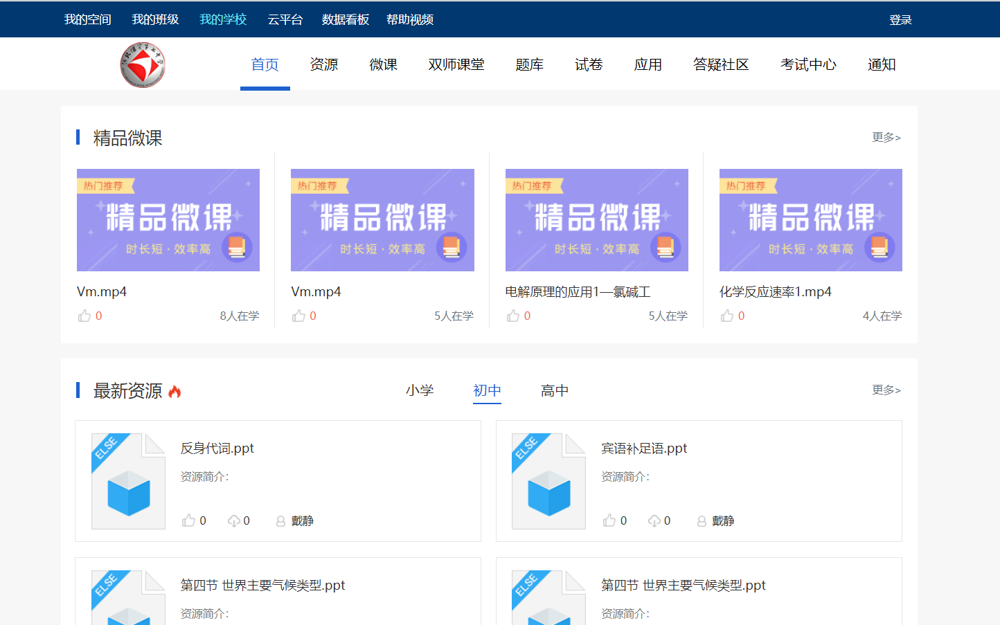 我的空间 我的班级 我的学校 云平台 数据看板 帮助视频 登录
首页 资源 微课 双师课堂 题库 试卷 应用 答疑社区 考试中心 通知
精品微课 更多>
热门推荐 热门推荐 热门推荐 热门推荐
精品微课 精品微课 精品微课 精品微课
时长短·效率高 时长短·效率高 时长短·效率高 时长短·效率高
Vm.mp4 Vm.mp4 电解原理的应用1—氯碱工 化学反应速率1.mp4
0 8人在学 0 5人在学 0 5人在学 0 4人在学
最新资源 小学 初中 高中 更多>
ELSE 反身代词.ppt ELSE 宾语补足语.ppt
资源简介: 资源简介:
0 0 戴静 0 0 戴静
ELSE 第四节 世界主要气候类型.ppt ELSE 第四节 世界主要气候类型.ppt
资源简介: 资源简介: